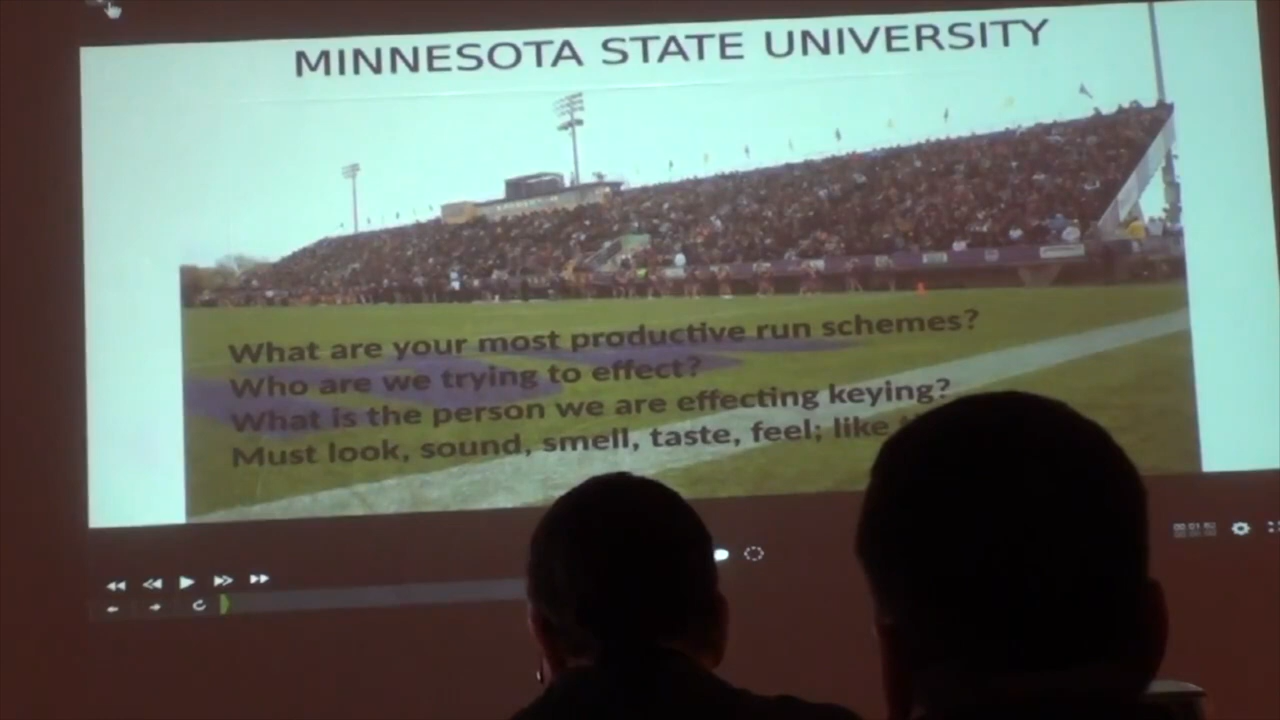 MINNESOTA STATE UNIVERSITY
What are your most productive run schemes?
Who are we trying to effect?
What is the person we are effecting keying?
Must look, sound, smell, taste, feel; like